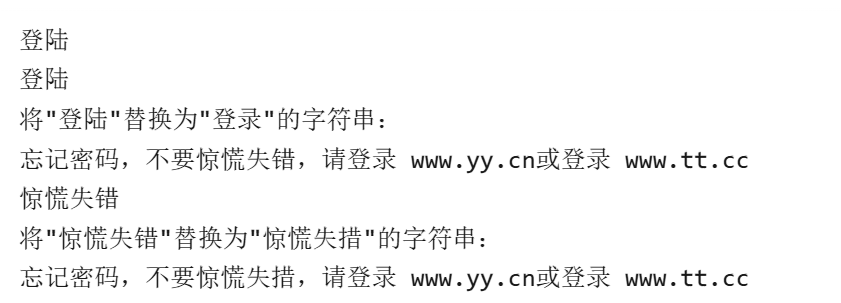 登陆
登陆
将"登陆"替换为"登录"的字符串：
忘记密码，不要惊慌失错，请登录 www.yy.cn或登录 www.tt.cc
惊慌失错
将"惊慌失错"替换为"惊慌失措"的字符串：
忘记密码，不要惊慌失措，请登录 www.yy.cn或登录 www.tt.cc